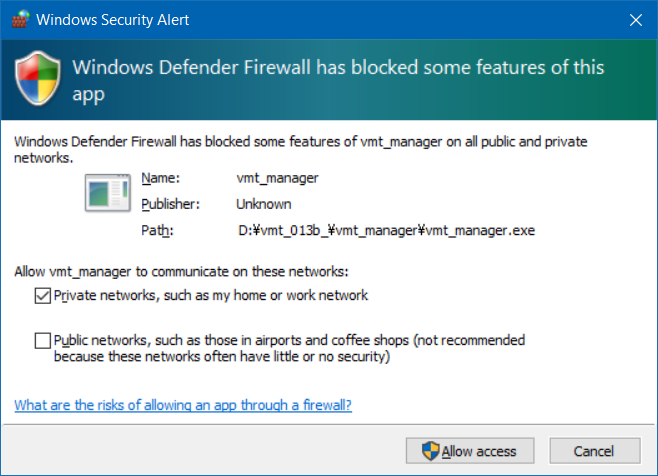 Windows Security Alert
Windows Defender Firewall has blocked some features of this
app
Windows Defender Firewall has blocked some features of vmt_manager on all public and private
networks.
Name: vmt_manager
Publisher: Unknown
Path: D:¥vmt_013b_¥vmt_manager¥vmt_manager.exe
Allow vmt_manager to communicate on these networks:
Private networks, such as my home or work network
Public networks, such as those in airports and coffee shops (not recommended
because these networks often have little or no security)
What are the risks of allowing an app through a firewall?
Allow access
Cancel